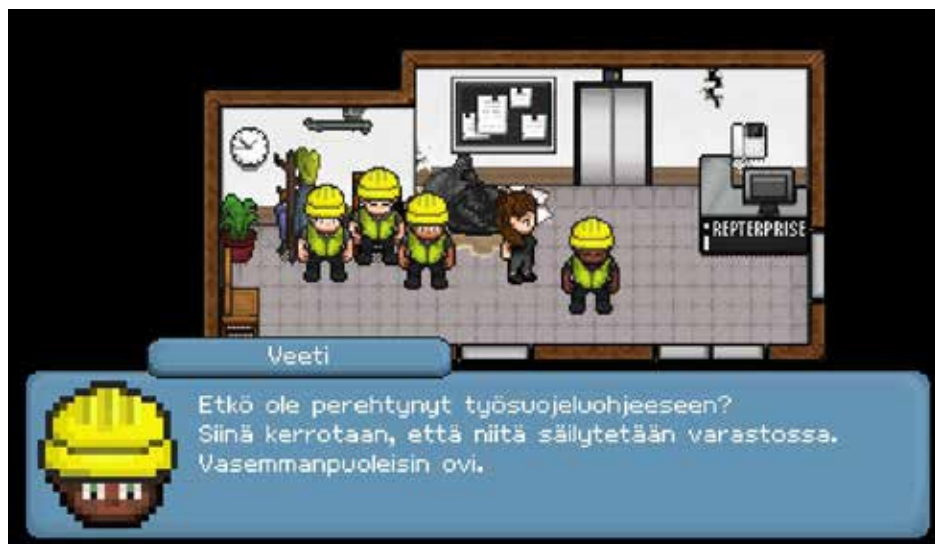 REPTERPRISE
Veeti
Etkö ole perehtynyt työsuojeluohjeeseen?
Siinä kerrotaan, että niitä säilytetään varastossa.
Vasemmanpuoleisin ovi.